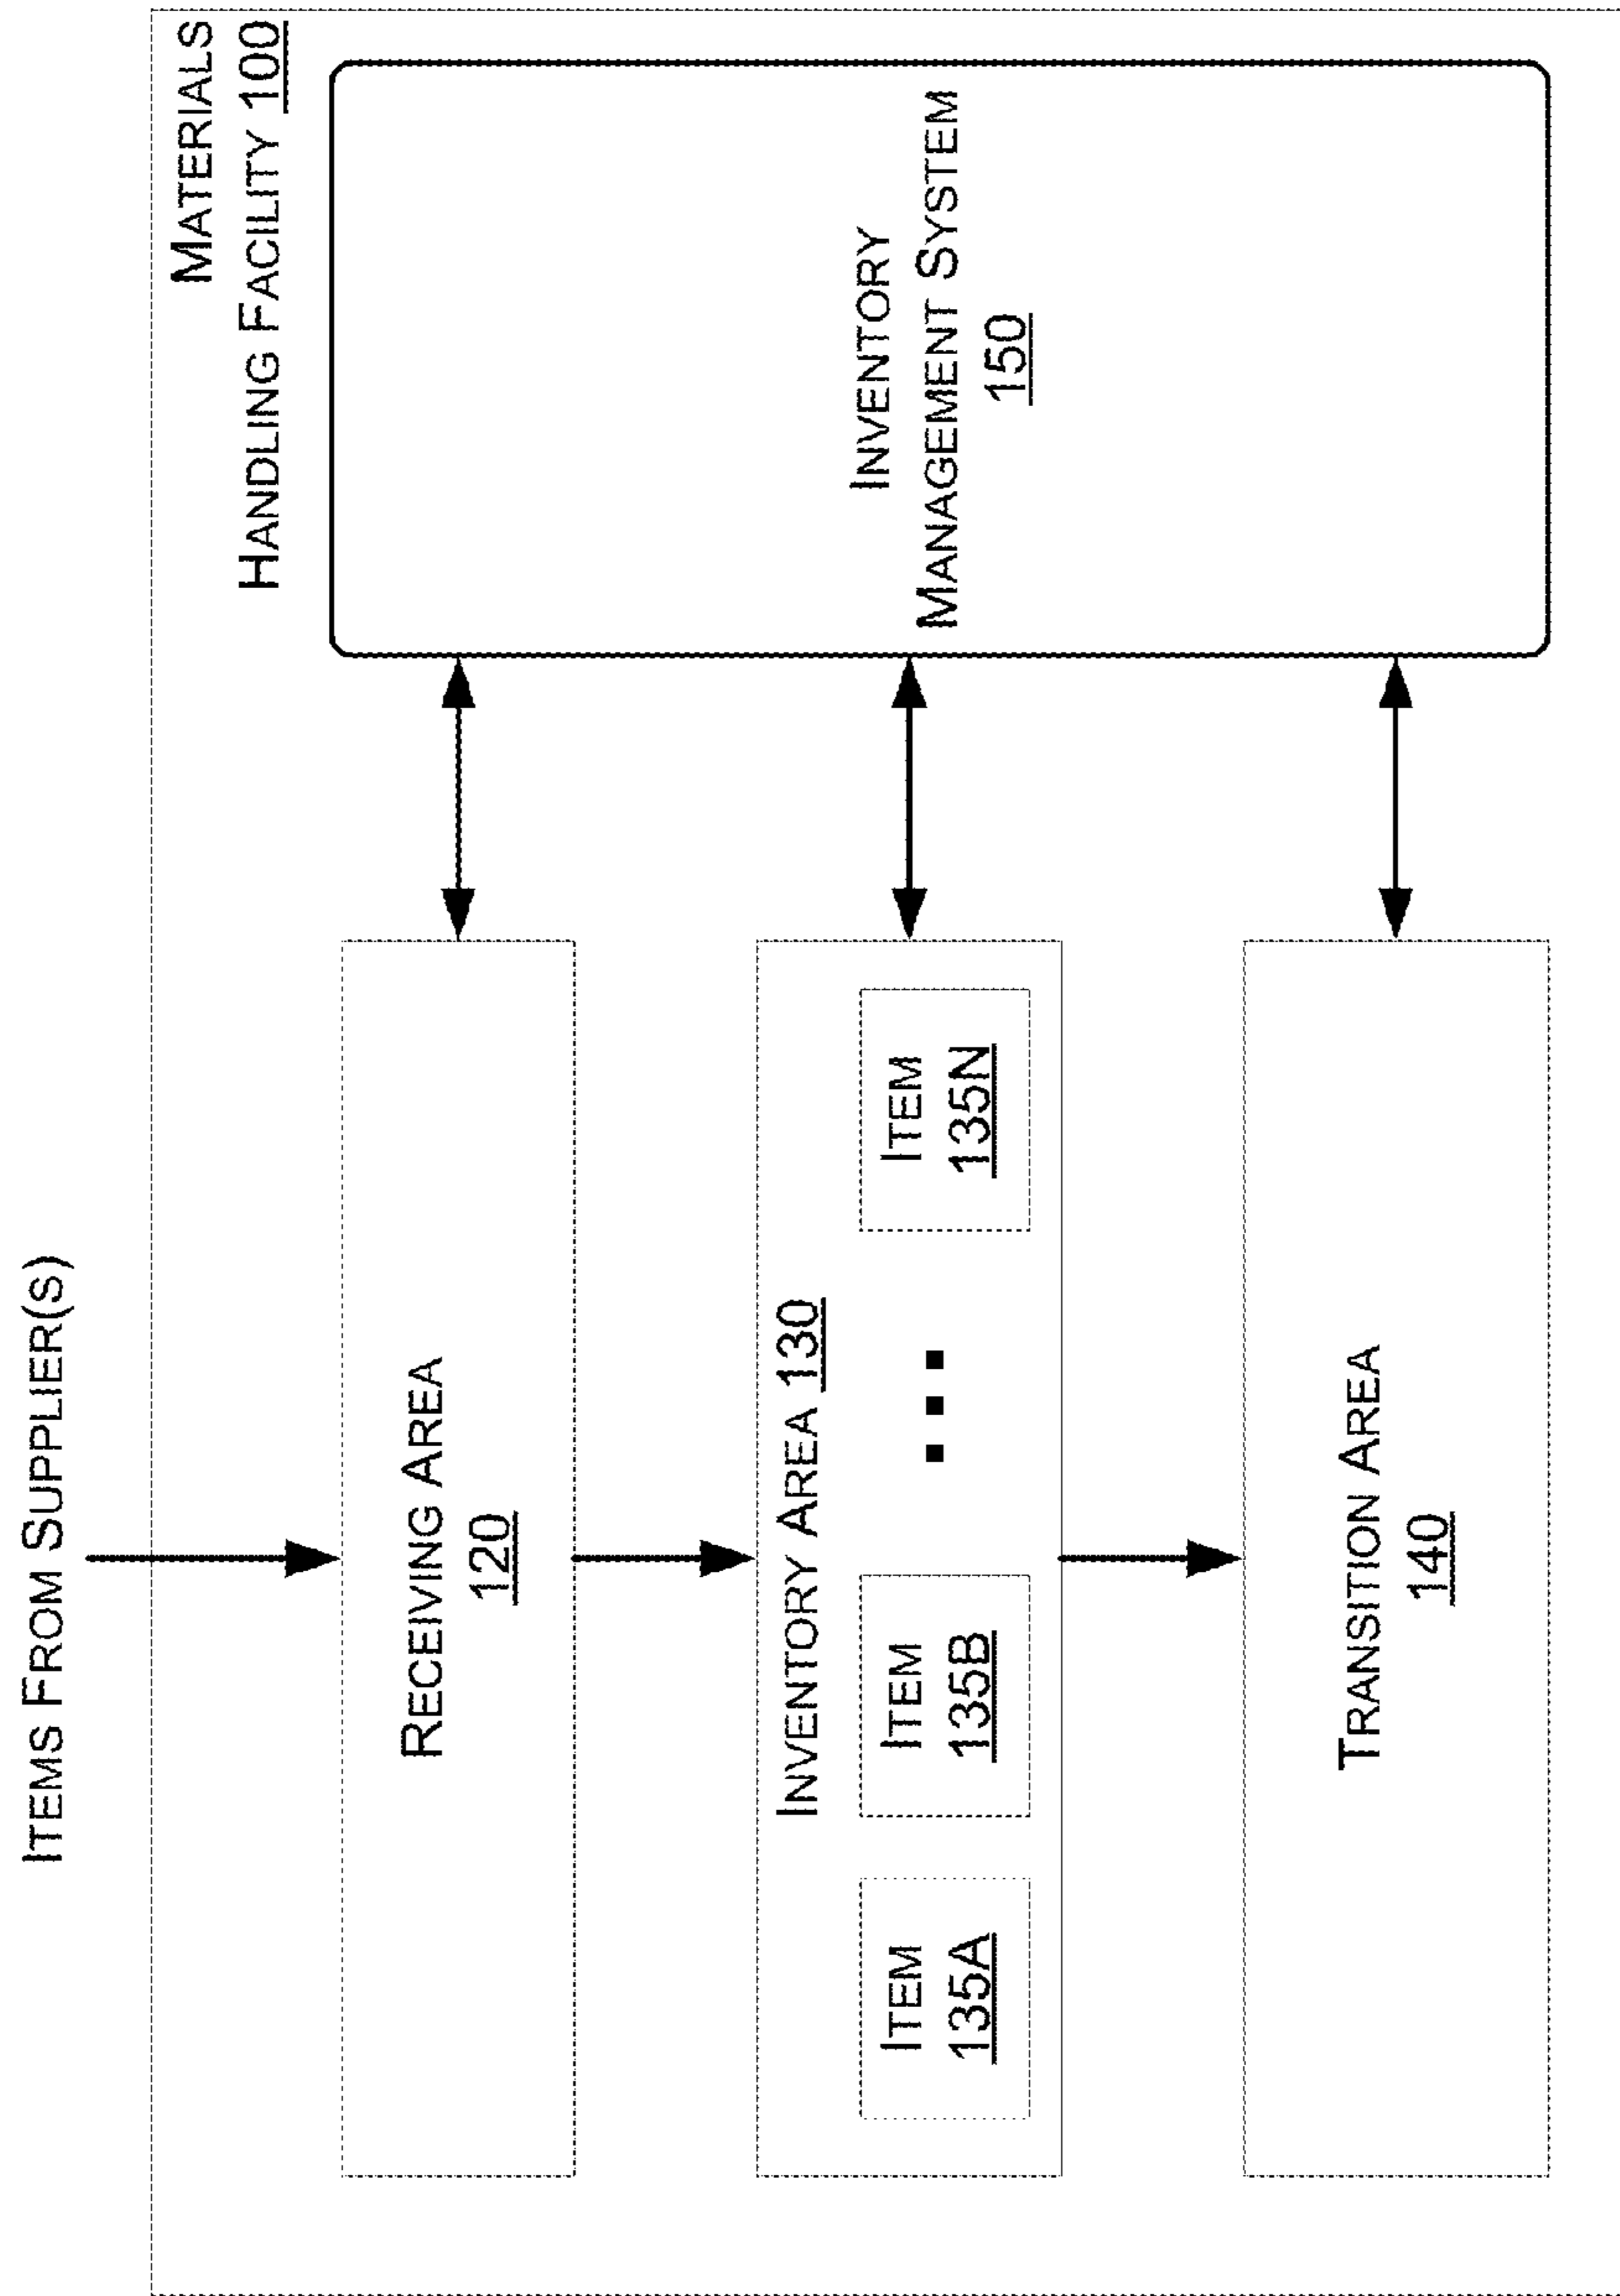 ITEMS FROM SUPPLIER(S)
MATERIALS
HANDLING FACILITY 100
RECEIVING AREA
120
INVENTORY AREA 130
ITEM
135A
ITEM
135B
ITEM
135N
TRANSITION AREA
140
INVENTORY
MANAGEMENT SYSTEM
150